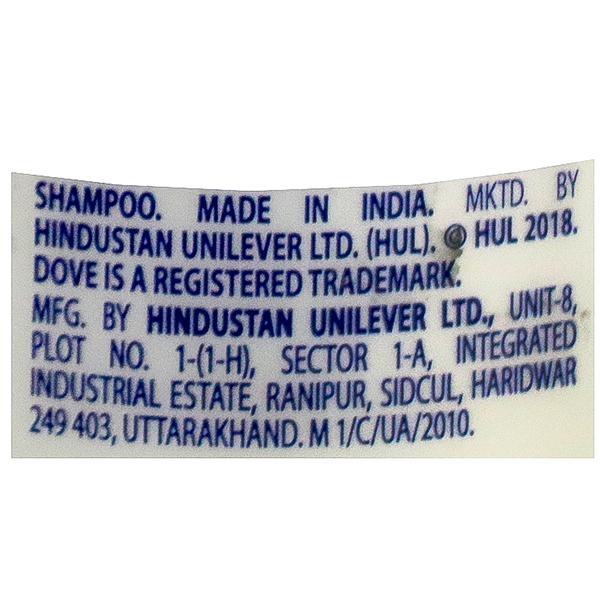 SHAMPOO. MADE IN INDIA. MKTD. BY
HINDUSTAN UNILEVER LTD. (HUL). © HUL 2018.
DOVE IS A REGISTERED TRADEMARK.
MFG. BY HINDUSTAN UNILEVER LTD., UNIT-8,
PLOT NO. 1-(1-H), SECTOR 1-A, INTEGRATED
INDUSTRIAL ESTATE, RANIPUR, SIDCUL, HARIDWAR
249 403, UTTARAKHAND. M 1/C/UA/2010.